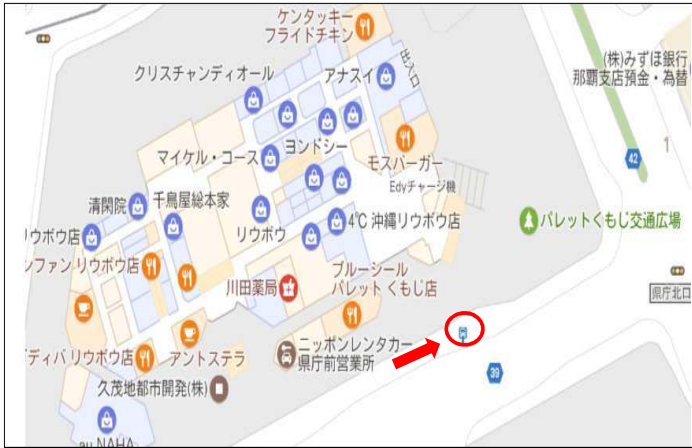 ケンタッキー
フライドチキン
クリスチャンディオール
アナスイ
出入口
(株)みずほ銀行
那覇支店預金・為替
マイケル・コース
ヨンドシー
モスバーガー
Edyチャージ機
42
1
清閑院
千鳥屋総本家
リウボウ
4℃ 沖縄リウボウ店
パレットくもじ交通広場
リウボウ店
ンファン リウボウ店
川田薬局
ブルーシール
パレット くもじ店
県庁北口
ディバ リウボウ店
アントステラ
ニッポンレンタカー
県庁前営業所
39
久茂地都市開発(株)
au NAHA